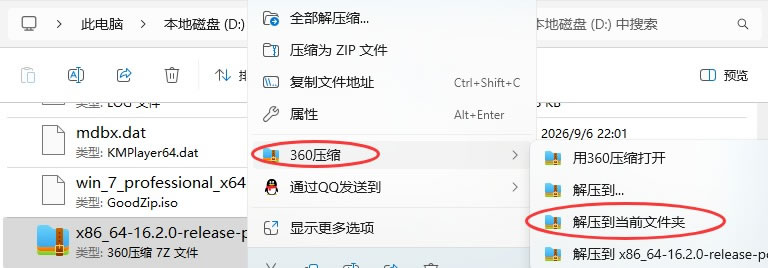 此电脑
本地磁盘 (D:)
本地磁盘 (D:) 中搜索
预览
LOG 文件
KB
mdbx.dat
类型: KMPlayer64.dat
2026/9/6 22:01
win_7_professional_x64
类型: GoodZip.iso
x86_64-16.2.0-release-p
类型: 360压缩 7Z 文件
全部解压缩...
压缩为 ZIP 文件
复制文件地址 Ctrl+Shift+C
属性 Alt+Enter
360压缩
通过QQ发送到
显示更多选项
用360压缩打开
解压到...
解压到当前文件夹
解压到 x86_64-16.2.0-release-p